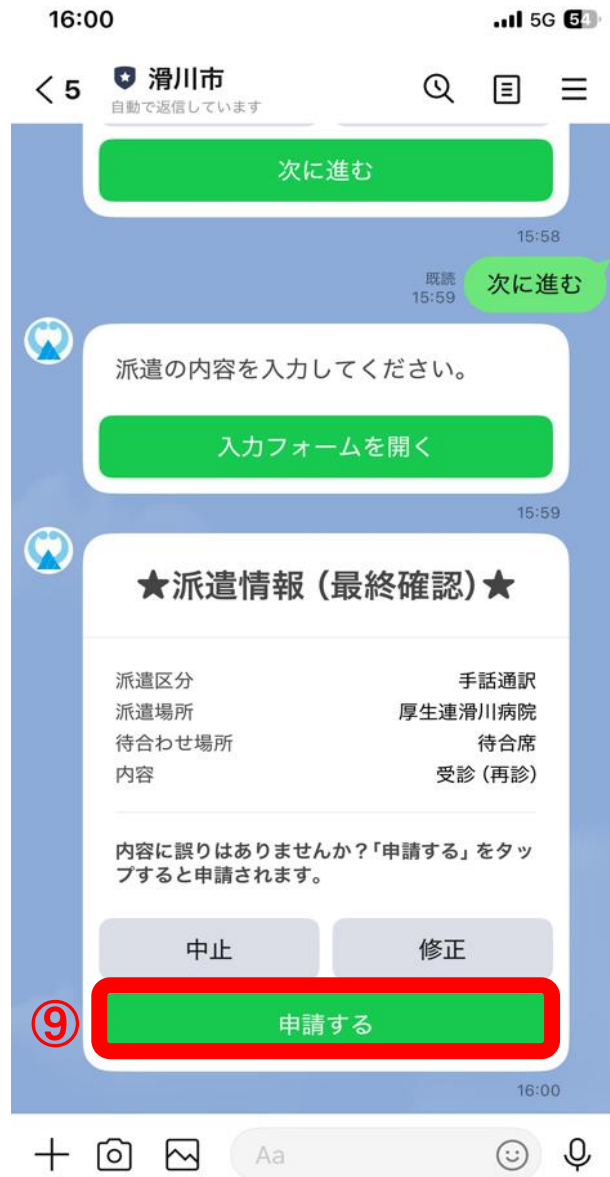 16:00
5G 54
5 滑川市
自動で返信しています
次に進む
15:58
既読
15:59
次に進む
派遣の内容を入力してください。
入力フォームを開く
15:59
★派遣情報(最終確認)★
派遣区分 手話通訳
派遣場所 厚生連滑川病院
待合わせ場所 待合席
内容 受診(再診)
内容に誤りはありませんか?「申請する」をタッ
プすると申請されます。
中止 修正
⑨ 申請する
16:00
Aa